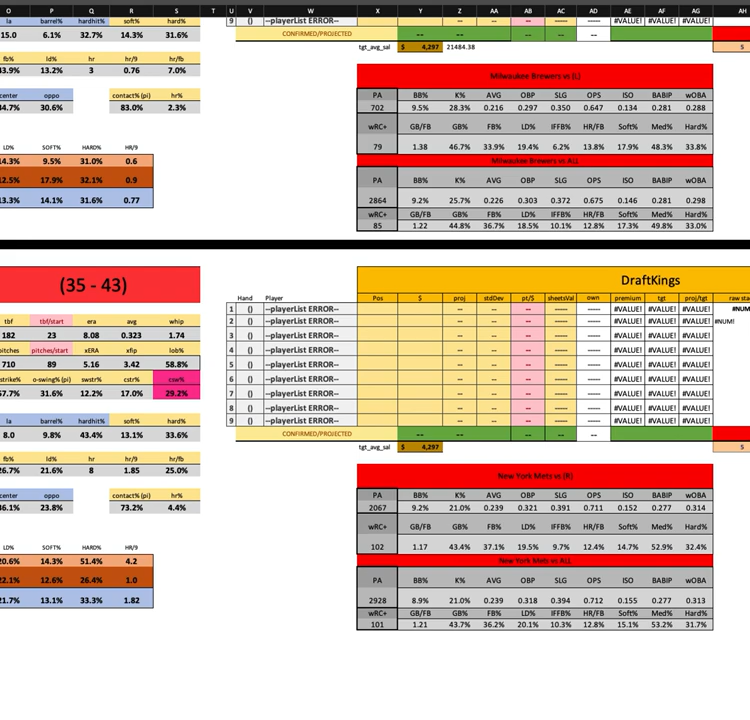 O P Q R S T U V W X Y Z AA AB AC AD AE AF AG AH
la barrel% hardhit% soft% hard% 9 () --playerList ERROR-- -- -- -- ----- ----- #VALUE! #VALUE! #VALUE!
15.0 6.1% 32.7% 14.3% 31.6% CONFIRMED/PROJECTED -- -- --
tgt_avg_sal $ 4,297 21484.38 $
fb% ld% hr hr/9 hr/fb
43.9% 13.2% 3 0.76 7.0%
Milwaukee Brewers vs (L)
center oppo contact% (pi) hr%
PA BB% K% AVG OBP SLG OPS ISO BABIP wOBA
34.7% 30.6% 83.0% 2.3%
702 9.5% 28.3% 0.216 0.297 0.350 0.647 0.134 0.281 0.288
wRC+ GB/FB GB% FB% LD% IFFB% HR/FB Soft% Med% Hard%
LD% SOFT% HARD% HR/9
79 1.38 46.7% 33.9% 19.4% 6.2% 13.8% 17.9% 48.3% 33.8%
14.3% 9.5% 31.0% 0.6
Milwaukee Brewers vs ALL
12.5% 17.9% 32.1% 0.9
PA BB% K% AVG OBP SLG OPS ISO BABIP wOBA
13.3% 14.1% 31.6% 0.77
2864 9.2% 25.7% 0.226 0.303 0.372 0.675 0.146 0.281 0.298
wRC+ GB/FB GB% FB% LD% IFFB% HR/FB Soft% Med% Hard%
85 1.22 44.8% 36.7% 18.5% 10.1% 12.8% 17.3% 49.8% 33.0%
(35 - 43) DraftKings
Hand Player Pos $ proj stdDev pt/$ sheetsVal own premium tgt proj/tgt raw sta
1 () --playerList ERROR-- -- -- -- ----- ----- #VALUE! #VALUE! #VALUE! #NUM
tbf tbf/start era avg whip
2 () --playerList ERROR-- -- -- -- ----- ----- #VALUE! #VALUE! #VALUE! #NUM!
182 23 8.08 0.323 1.74
3 () --playerList ERROR-- -- -- -- ----- ----- #VALUE! #VALUE! #VALUE!
pitches pitches/start xERA xfip lob%
4 () --playerList ERROR-- -- -- -- ----- ----- #VALUE! #VALUE! #VALUE!
710 89 5.16 3.42 58.8%
5 () --playerList ERROR-- -- -- -- ----- ----- #VALUE! #VALUE! #VALUE!
strike% o-swing% (pi) swstr% cstr% csw%
6 () --playerList ERROR-- -- -- -- ----- ----- #VALUE! #VALUE! #VALUE!
57.7% 31.6% 12.2% 17.0% 29.2%
7 () --playerList ERROR-- -- -- -- ----- ----- #VALUE! #VALUE! #VALUE!
8 () --playerList ERROR-- -- -- -- ----- ----- #VALUE! #VALUE! #VALUE!
la barrel% hardhit% soft% hard%
9 () --playerList ERROR-- -- -- -- ----- ----- #VALUE! #VALUE! #VALUE!
8.0 9.8% 43.4% 13.1% 33.6% CONFIRMED/PROJECTED -- -- --
tgt_avg_sal $ 4,297 $
fb% ld% hr hr/9 hr/fb
26.7% 21.6% 8 1.85 25.0%
New York Mets vs (R)
center oppo contact% (pi) hr%
PA BB% K% AVG OBP SLG OPS ISO BABIP wOBA
36.1% 23.8% 73.2% 4.4%
2067 9.2% 21.0% 0.239 0.321 0.391 0.711 0.152 0.277 0.314
wRC+ GB/FB GB% FB% LD% IFFB% HR/FB Soft% Med% Hard%
LD% SOFT% HARD% HR/9
102 1.17 43.4% 37.1% 19.5% 9.7% 12.4% 14.7% 52.9% 32.4%
20.6% 14.3% 51.4% 4.2
New York Mets vs ALL
22.1% 12.6% 26.4% 1.0
PA BB% K% AVG OBP SLG OPS ISO BABIP wOBA
21.7% 13.1% 33.3% 1.82
2928 8.9% 21.0% 0.239 0.318 0.394 0.712 0.155 0.277 0.313
wRC+ GB/FB GB% FB% LD% IFFB% HR/FB Soft% Med% Hard%
101 1.21 43.7% 36.2% 20.1% 10.3% 12.8% 15.1% 53.2% 31.7%